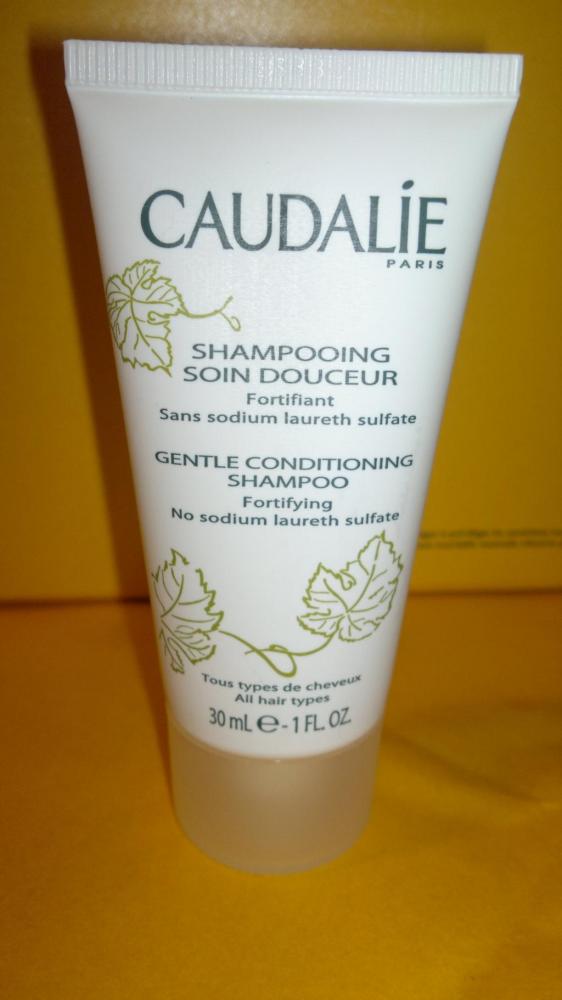 CAUDALİE
PARIS
SHAMPOOING
SOIN DOUCEUR
Fortifiant
Sans sodium laureth sulfate
GENTLE CONDITIONING
SHAMPOO
Fortifying
No sodium laureth sulfate
Tous types de cheveux
All hair types
30 mL ℮ - 1 FL. OZ.